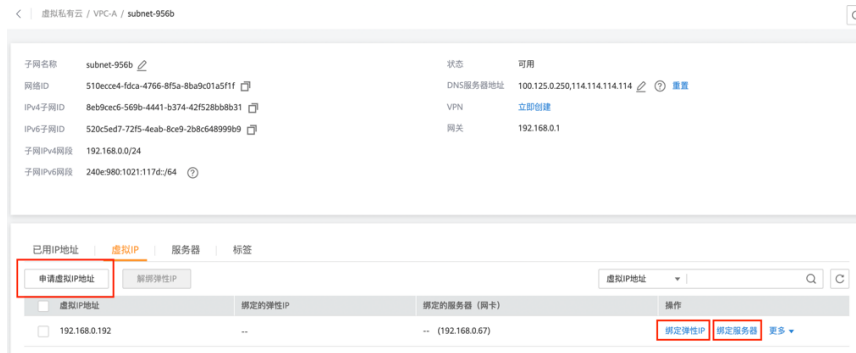 虚拟私有云 / VPC-A / subnet-956b
子网名称 subnet-956b 状态 可用
网络ID 510ecce4-fdca-4766-8f5a-8ba9c01a5f1f DNS服务器地址 100.125.0.250,114.114.114.114 重置
IPv4子网ID 8eb9cec6-569b-4441-b374-42f528bb8b31 VPN 立即创建
IPv6子网ID 520c5ed7-72f5-4eab-8ce9-2b8c648999b9 网关 192.168.0.1
子网IPv4网段 192.168.0.0/24
子网IPv6网段 240e:980:1021:117d::/64
已用IP地址 虚拟IP 服务器 标签
申请虚拟IP地址 解绑弹性IP 虚拟IP地址
虚拟IP地址 绑定的弹性IP 绑定的服务器（网卡） 操作
192.168.0.192 -- -- (192.168.0.67) 绑定弹性IP 绑定服务器 更多